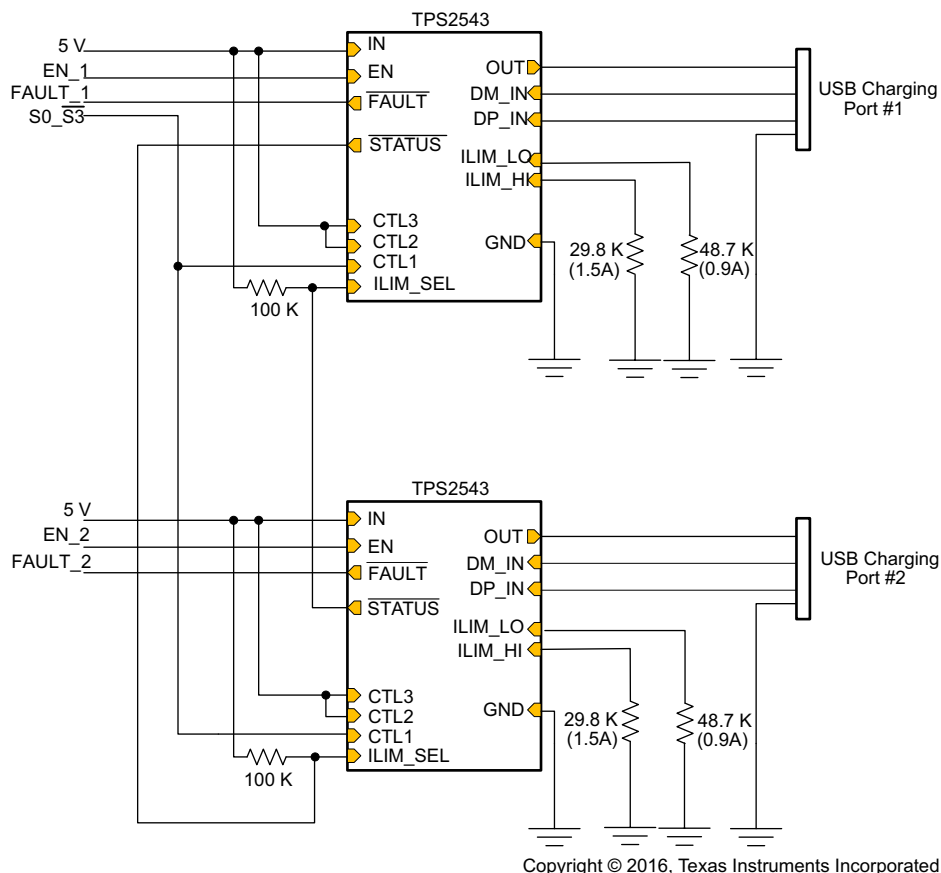 TPS2543
5 V
EN_1
FAULT_1
S0_S3
IN
EN
FAULT
STATUS
CTL3
CTL2
CTL1
ILIM_SEL
100 K
OUT
DM_IN
DP_IN
ILIM_LO
ILIM_HI
GND
29.8 K
(1.5A)
48.7 K
(0.9A)
USB Charging
Port #1
TPS2543
5 V
EN_2
FAULT_2
IN
EN
FAULT
STATUS
CTL3
CTL2
CTL1
ILIM_SEL
100 K
OUT
DM_IN
DP_IN
ILIM_LO
ILIM_HI
GND
29.8 K
(1.5A)
48.7 K
(0.9A)
USB Charging
Port #2
Copyright © 2016, Texas Instruments Incorporated